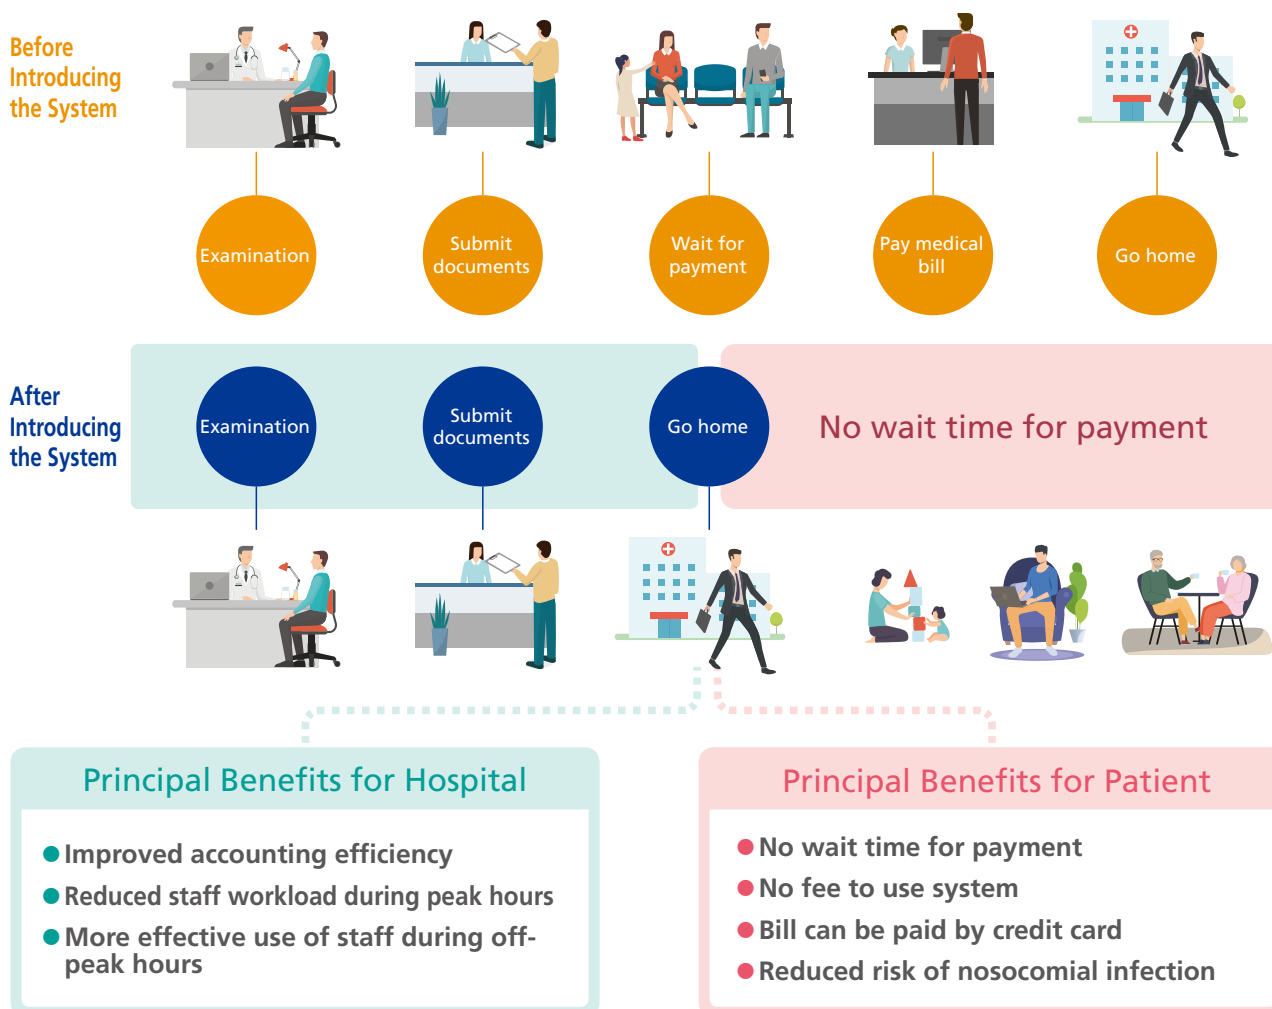 Before
Introducing
the System
Examination
Submit
documents
Wait for
payment
Pay medical
bill
Go home
After
Introducing
the System
Examination
Submit
documents
Go home
No wait time for payment
Principal Benefits for Hospital
● Improved accounting efficiency
● Reduced staff workload during peak hours
● More effective use of staff during off-
peak hours
Principal Benefits for Patient
● No wait time for payment
● No fee to use system
● Bill can be paid by credit card
● Reduced risk of nosocomial infection